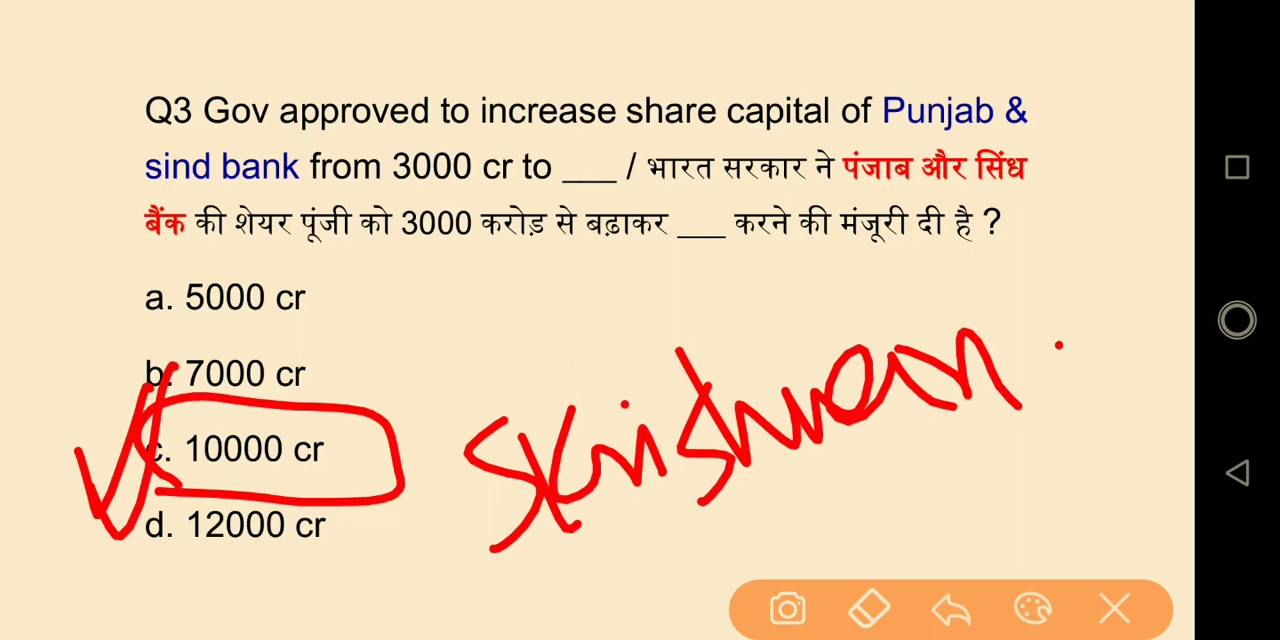 Q3 Gov approved to increase share capital of Punjab &
sind bank from 3000 cr to ___ / भारत सरकार ने पंजाब और सिंध
बैंक की शेयर पूंजी को 3000 करोड़ से बढ़ाकर ___ करने की मंजूरी दी है ?
a. 5000 cr
b. 7000 cr
c. 10000 cr
d. 12000 cr